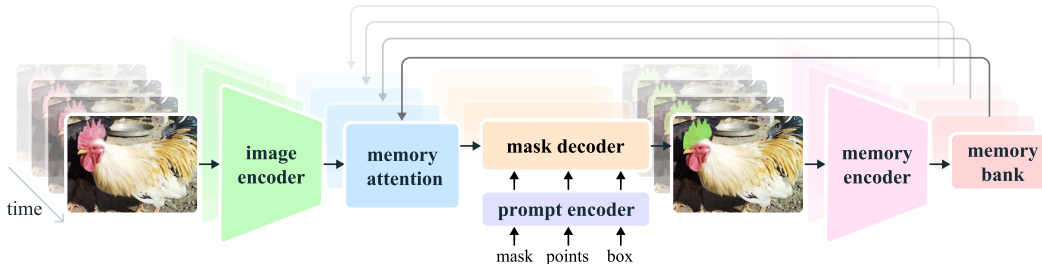 time
image
encoder
memory
attention
mask decoder
prompt encoder
mask points box
memory
encoder
memory
bank